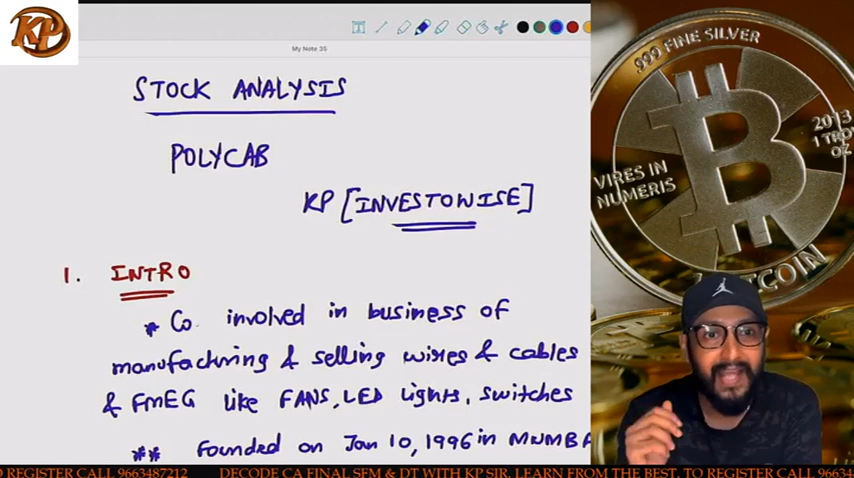 KP
My Note 35
STOCK ANALYSIS
POLYCAB
KP [INVESTOWISE]
1. INTRO
* Co. involved in business of
manufactring & selling wires & cables
& FMEG like FANS, LED lights, switches
** Founded on Jan 10, 1996 in MUMBA
.999 FINE SILVER
2013
1 TROY
OZ
VIRES IN
NUMERIS
B
TCOIN
O REGISTER CALL 9663487212 DECODE CA FINAL SFM & DT WITH KP SIR. LEARN FROM THE BEST. TO REGISTER CALL 96634